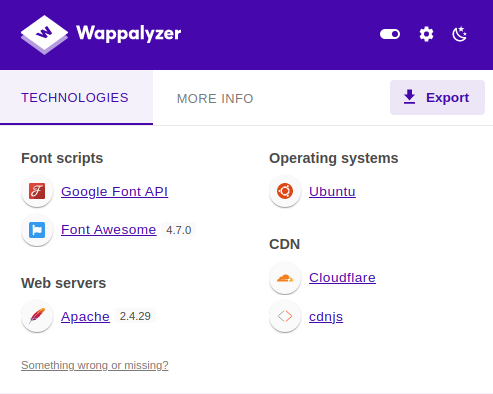 Wappalyzer
TECHNOLOGIES
MORE INFO
Export
Font scripts
Google Font API
Font Awesome 4.7.0
Web servers
Apache 2.4.29
Something wrong or missing?
Operating systems
Ubuntu
CDN
Cloudflare
cdnjs